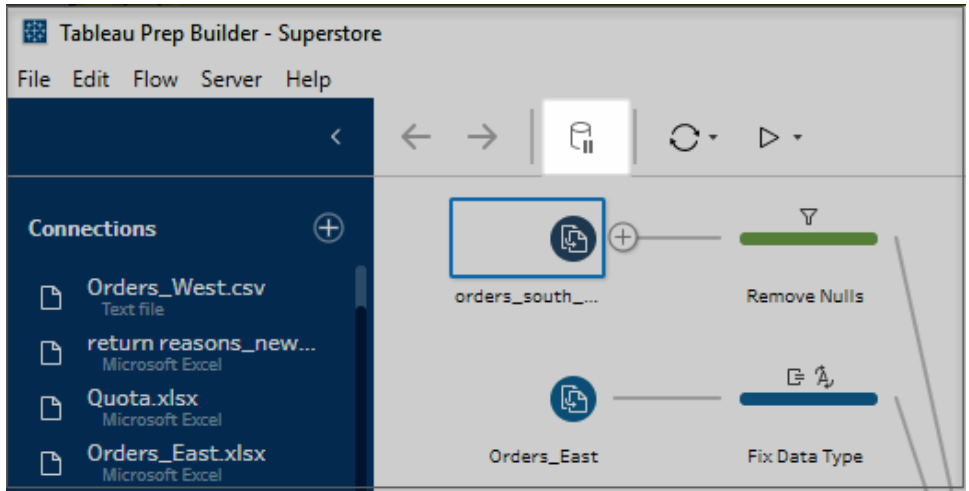 Tableau Prep Builder - Superstore
File Edit Flow Server Help
Connections
Orders_West.csv
Text file
return reasons_new...
Microsoft Excel
Quota.xlsx
Microsoft Excel
Orders_East.xlsx
Microsoft Excel
orders_south_...
Remove Nulls
Orders_East
Fix Data Type